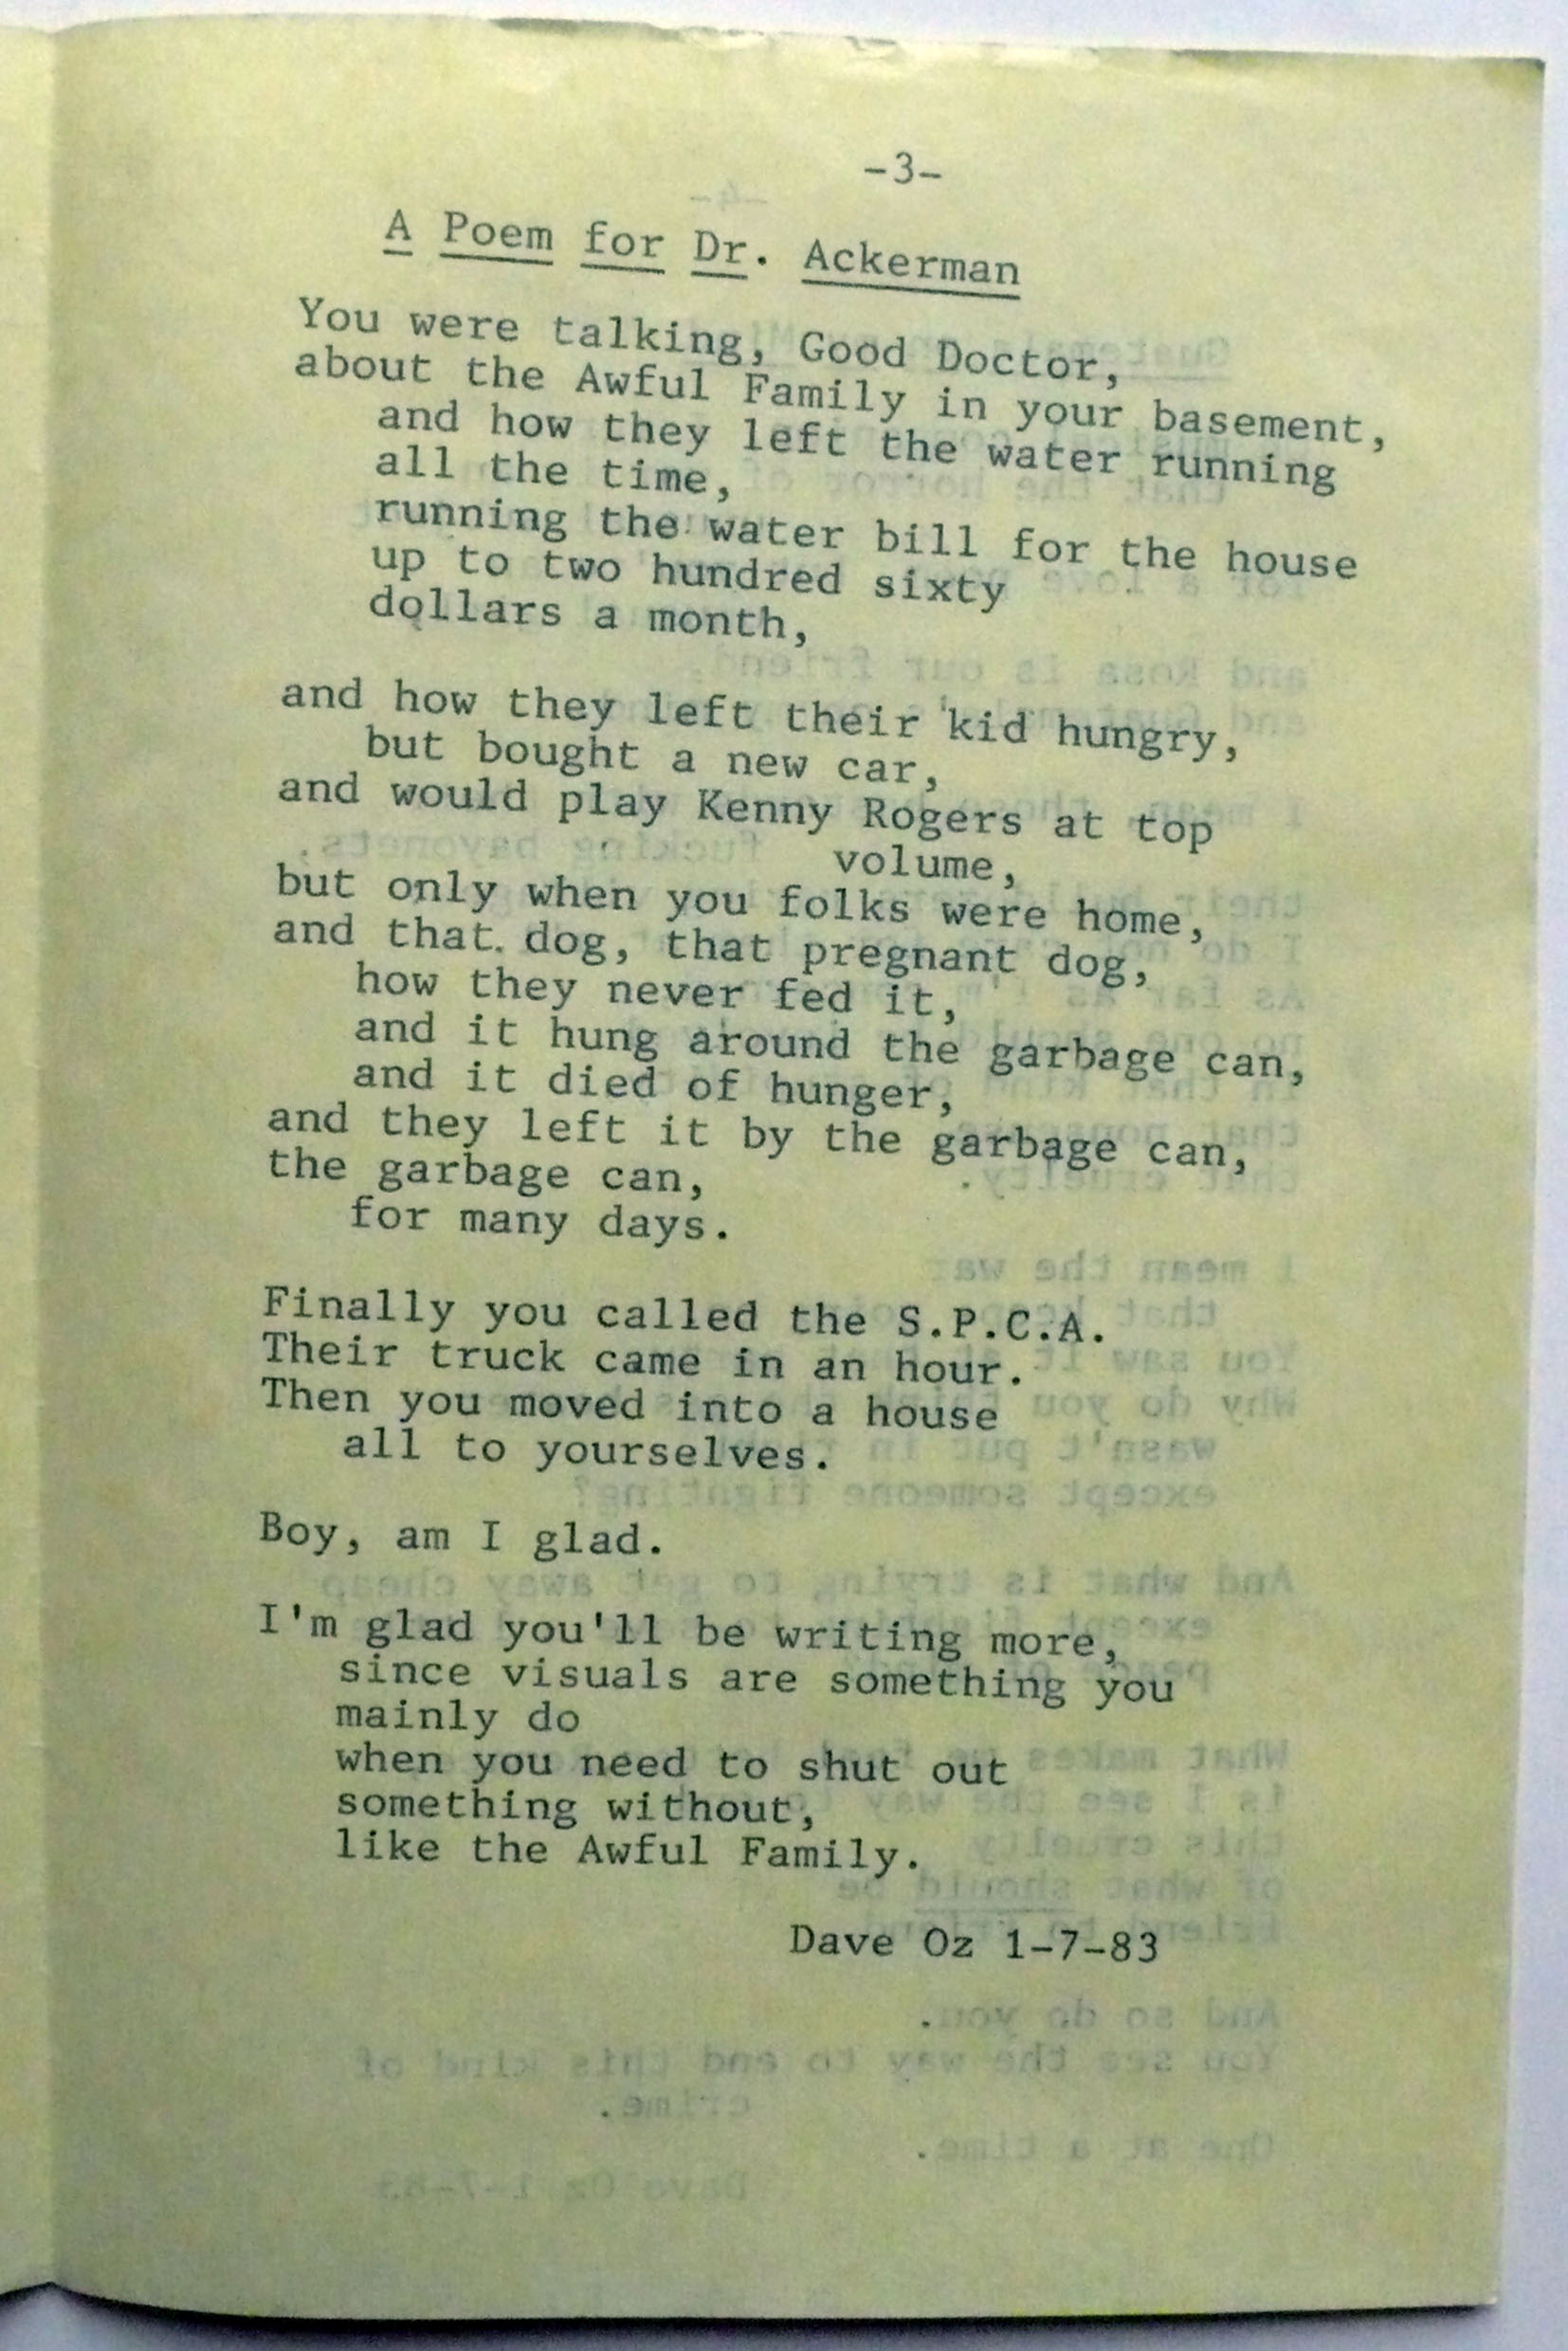 -3-
A Poem for Dr. Ackerman
You were talking, Good Doctor,
about the Awful Family in your basement,
and how they left the water running
all the time,
running the water bill for the house
up to two hundred sixty
dollars a month,
and how they left their kid hungry,
but bought a new car,
and would play Kenny Rogers at top
volume,
but only when you folks were home,
and that. dog, that pregnant dog,
how they never fed it,
and it hung around the garbage can,
and it died of hunger,
and they left it by the garbage can,
the garbage can,
for many days.
Finally you called the S.P.C.A.
Their truck came in an hour.
Then you moved into a house
all to yourselves.
Boy, am I glad.
I'm glad you'll be writing more,
since visuals are something you
mainly do
when you need to shut out
something without,
like the Awful Family.
Dave Oz 1-7-83